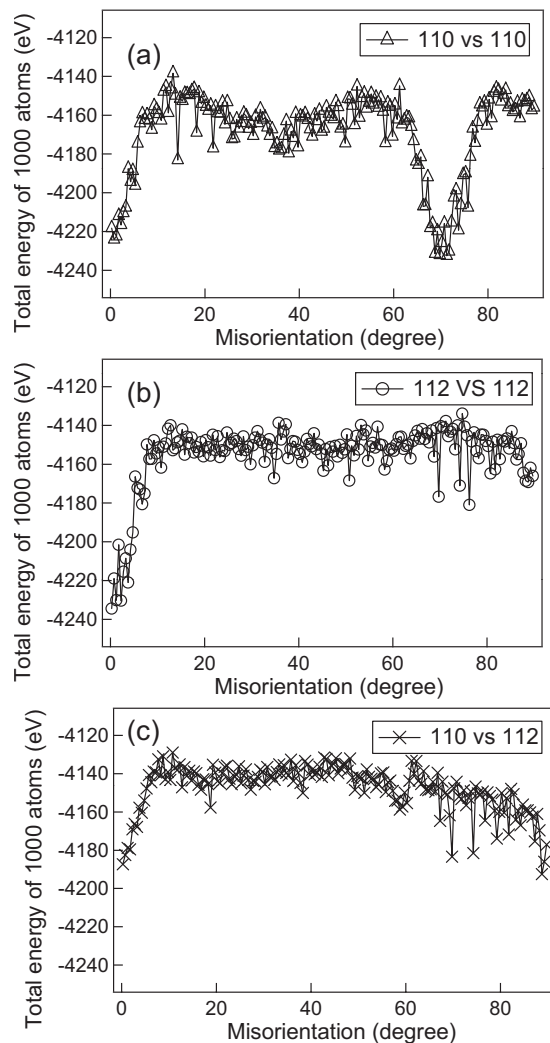 (a)
110 vs 110
Total energy of 1000 atoms (eV)
-4120
-4140
-4160
-4180
-4200
-4220
-4240
0 20 40 60 80
Misorientation (degree)
(b)
112 VS 112
Total energy of 1000 atoms (eV)
-4120
-4140
-4160
-4180
-4200
-4220
-4240
0 20 40 60 80
Misorientation (degree)
(c)
110 vs 112
Total energy of 1000 atoms (eV)
-4120
-4140
-4160
-4180
-4200
-4220
-4240
0 20 40 60 80
Misorientation (degree)